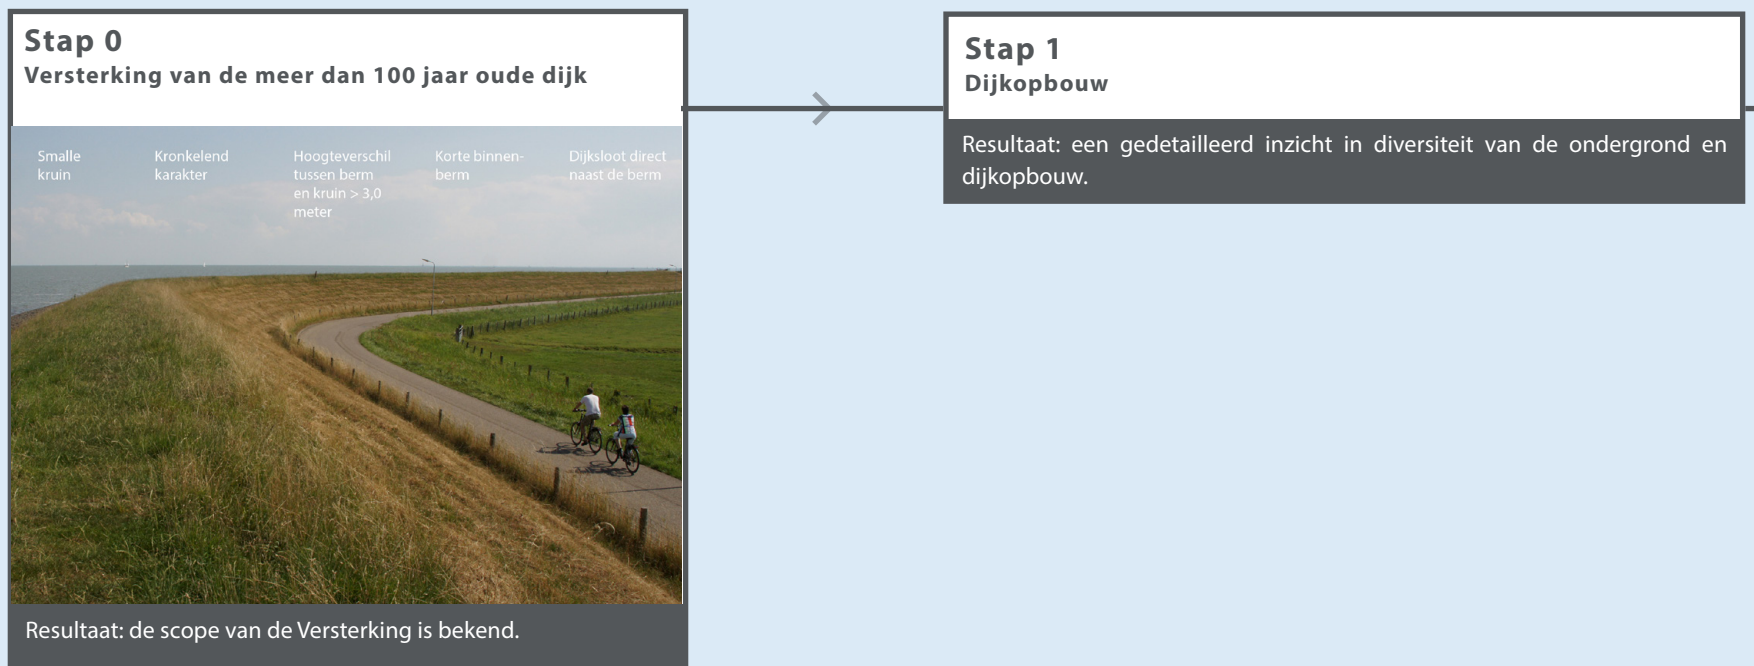 Stap 0
Versterking van de meer dan 100 jaar oude dijk
Smalle
kruin
Kronkelend
karakter
Hoogteverschil
tussen berm
en kruin > 3,0
meter
Korte binnen-
berm
Dijksloot direct
naast de berm
Resultaat: de scope van de Versterking is bekend.
Stap 1
Dijkopbouw
Resultaat: een gedetailleerd inzicht in diversiteit van de ondergrond en
dijkopbouw.